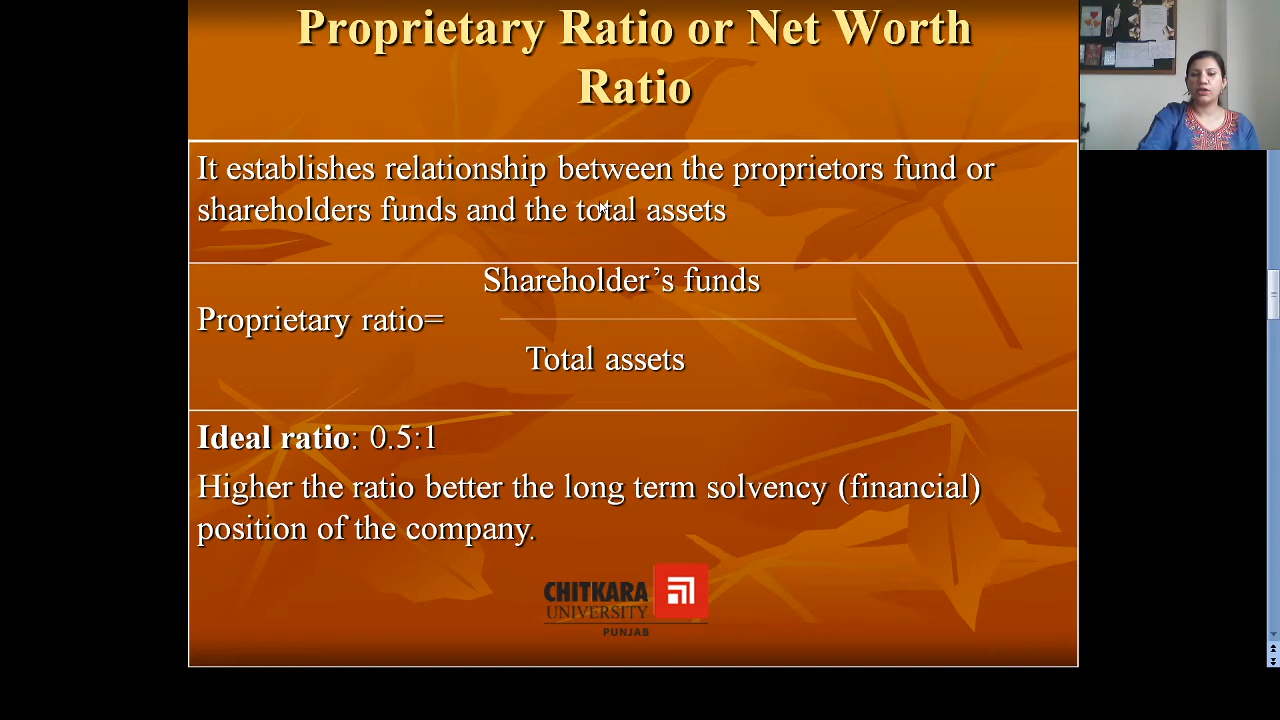 Proprietary Ratio or Net Worth
Ratio
It establishes relationship between the proprietors fund or
shareholders funds and the total assets
Shareholder’s funds
Proprietary ratio=
Total assets
Ideal ratio: 0.5:1
Higher the ratio better the long term solvency (financial)
position of the company.
CHITKARA
UNIVERSITY
PUNJAB